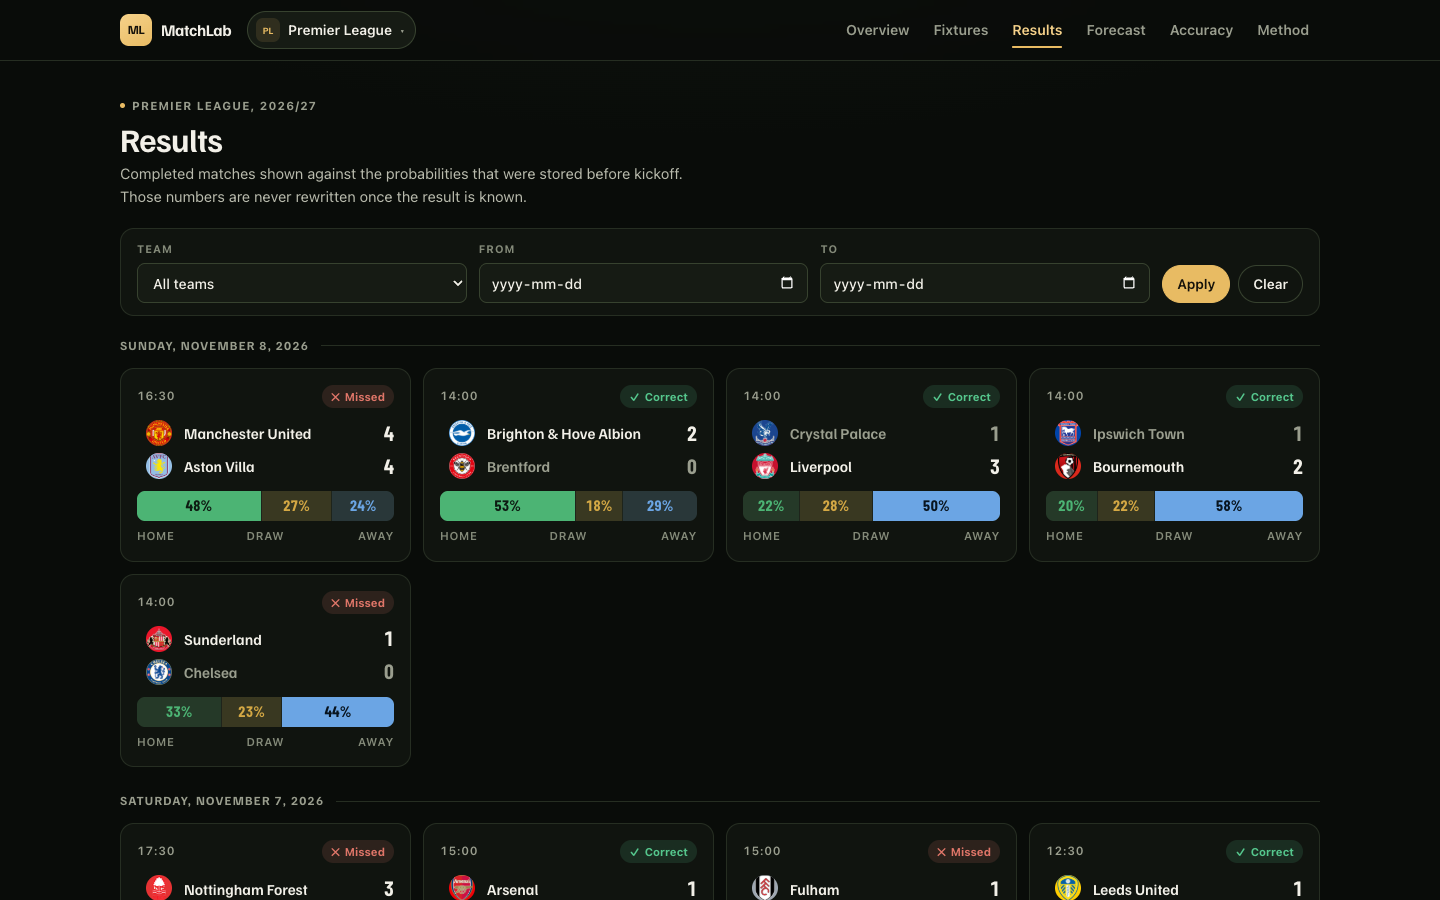 ML MatchLab PL Premier League Overview Fixtures Results Forecast Accuracy Method
PREMIER LEAGUE, 2026/27
Results
Completed matches shown against the probabilities that were stored before kickoff.
Those numbers are never rewritten once the result is known.
TEAM FROM TO
All teams yyyy-mm-dd yyyy-mm-dd Apply Clear
SUNDAY, NOVEMBER 8, 2026
16:30 Missed
Manchester United 4
Aston Villa 4
48% 27% 24%
HOME DRAW AWAY
14:00 Correct
Brighton & Hove Albion 2
Brentford 0
53% 18% 29%
HOME DRAW AWAY
14:00 Correct
Crystal Palace 1
Liverpool 3
22% 28% 50%
HOME DRAW AWAY
14:00 Correct
Ipswich Town 1
Bournemouth 2
20% 22% 58%
HOME DRAW AWAY
14:00 Missed
Sunderland 1
Chelsea 0
33% 23% 44%
HOME DRAW AWAY
SATURDAY, NOVEMBER 7, 2026
17:30 Missed
Nottingham Forest 3
15:00 Correct
Arsenal 1
15:00 Missed
Fulham 1
12:30 Correct
Leeds United 1